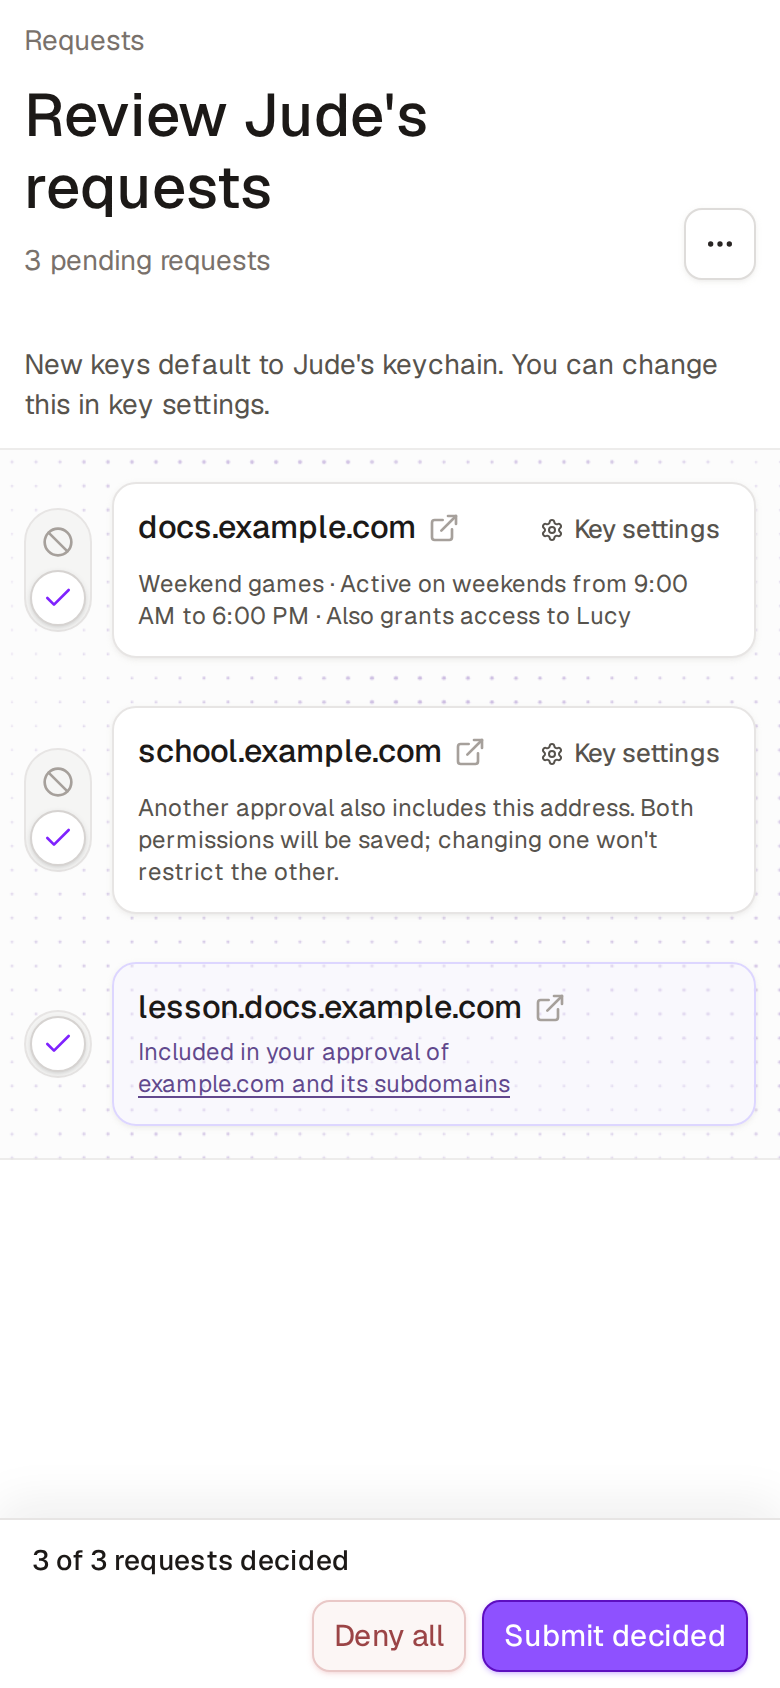 Requests
Review Jude's
requests
3 pending requests
New keys default to Jude's keychain. You can change
this in key settings.
docs.example.com
Key settings
Weekend games · Active on weekends from 9:00
AM to 6:00 PM · Also grants access to Lucy
school.example.com
Key settings
Another approval also includes this address. Both
permissions will be saved; changing one won't
restrict the other.
lesson.docs.example.com
Included in your approval of
example.com and its subdomains
3 of 3 requests decided
Deny all
Submit decided